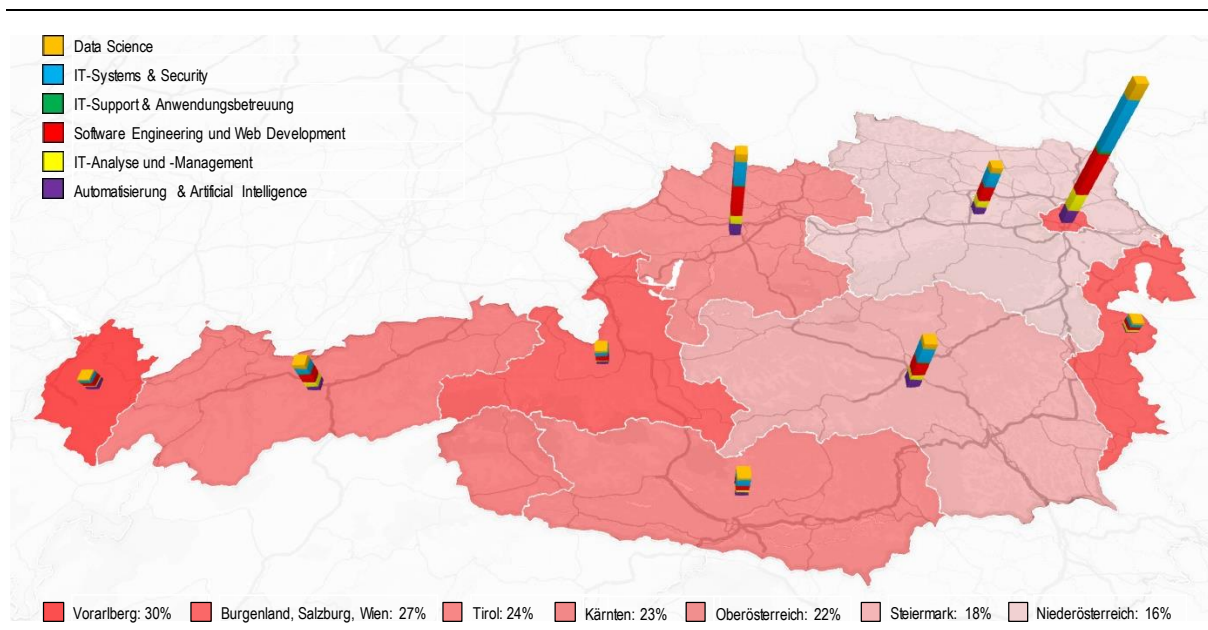 Data Science
IT-Systems & Security
IT-Support & Anwendungsbetreuung
Software Engineering und Web Development
IT-Analyse und -Management
Automatisierung & Artificial Intelligence
Vorarlberg: 30% Burgenland, Salzburg, Wien: 27% Tirol: 24% Kärnten: 23% Oberösterreich: 22% Steiermark: 18% Niederösterreich: 16%